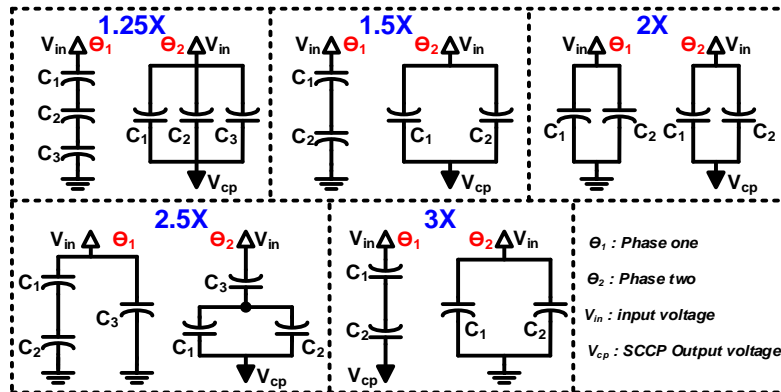 1.25X
Vin Θ1 Θ2 Vin
C1
C2
C3
C1 C2 C3
Vcp
1.5X
Vin Θ1 Θ2 Vin
C1
C2
C1 C2
Vcp
2X
Vin Θ1 Θ2 Vin
C1 C2 C1 C2
Vcp
2.5X
Vin Θ1 Θ2 Vin
C1
C2
C3
C3
C1 C2
Vcp
3X
Vin Θ1 Θ2 Vin
C1
C2
C1 C2
Vcp
Θ1 : Phase one
Θ2 : Phase two
Vin : input voltage
Vcp : SCCP Output voltage